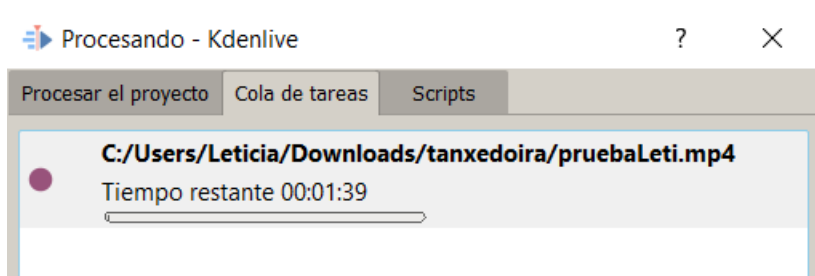 Procesando - Kdenlive ?
Procesar el proyecto Cola de tareas Scripts
C:/Users/Leticia/Downloads/tanxedoira/pruebaLeti.mp4
Tiempo restante 00:01:39